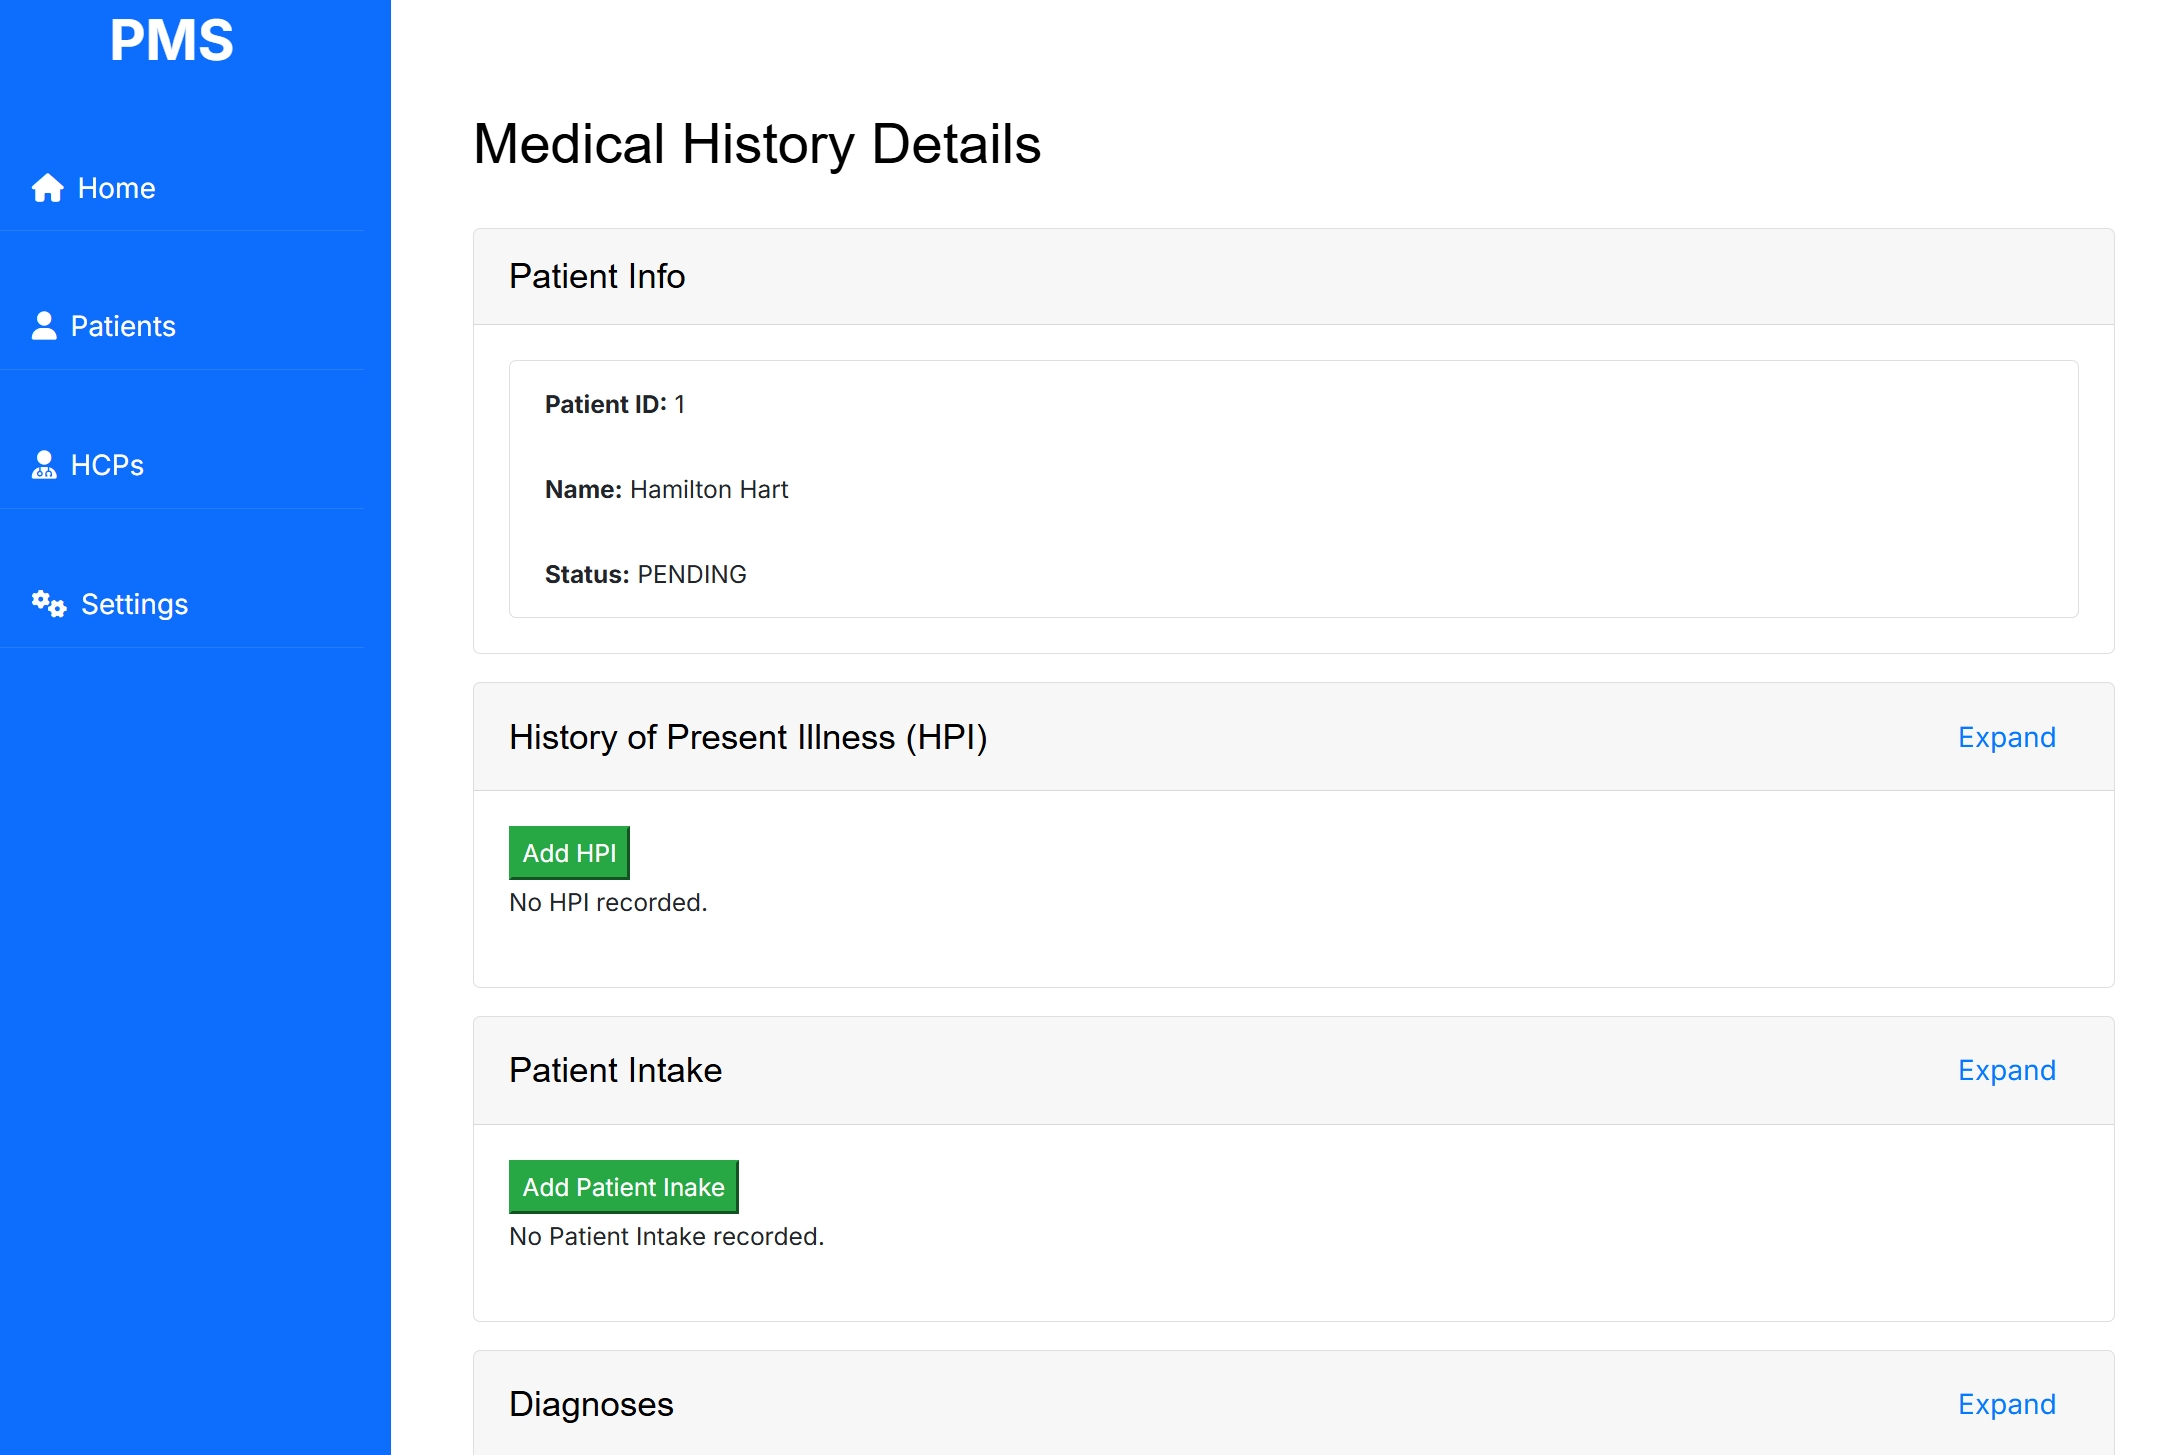 PMS
Home
Patients
HCPs
Settings
Medical History Details
Patient Info
Patient ID: 1
Name: Hamilton Hart
Status: PENDING
History of Present Illness (HPI)
Expand
Add HPI
No HPI recorded.
Patient Intake
Expand
Add Patient Inake
No Patient Intake recorded.
Diagnoses
Expand